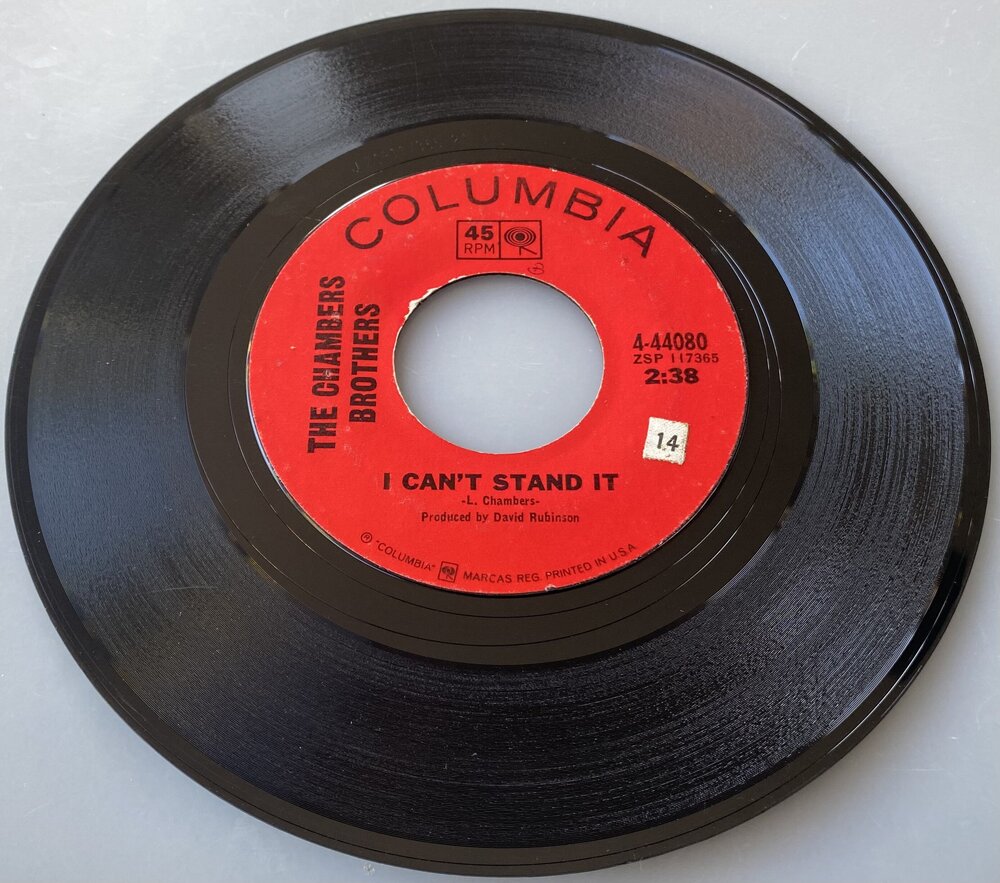 COLUMBIA
45
RPM
THE CHAMBERS
BROTHERS
4-44080
ZSP 117365
2:38
14
I CAN'T STAND IT
-L. Chambers-
Produced by David Rubinson
Ⓡ "COLUMBIA" MARCAS REG. PRINTED IN U.S.A.